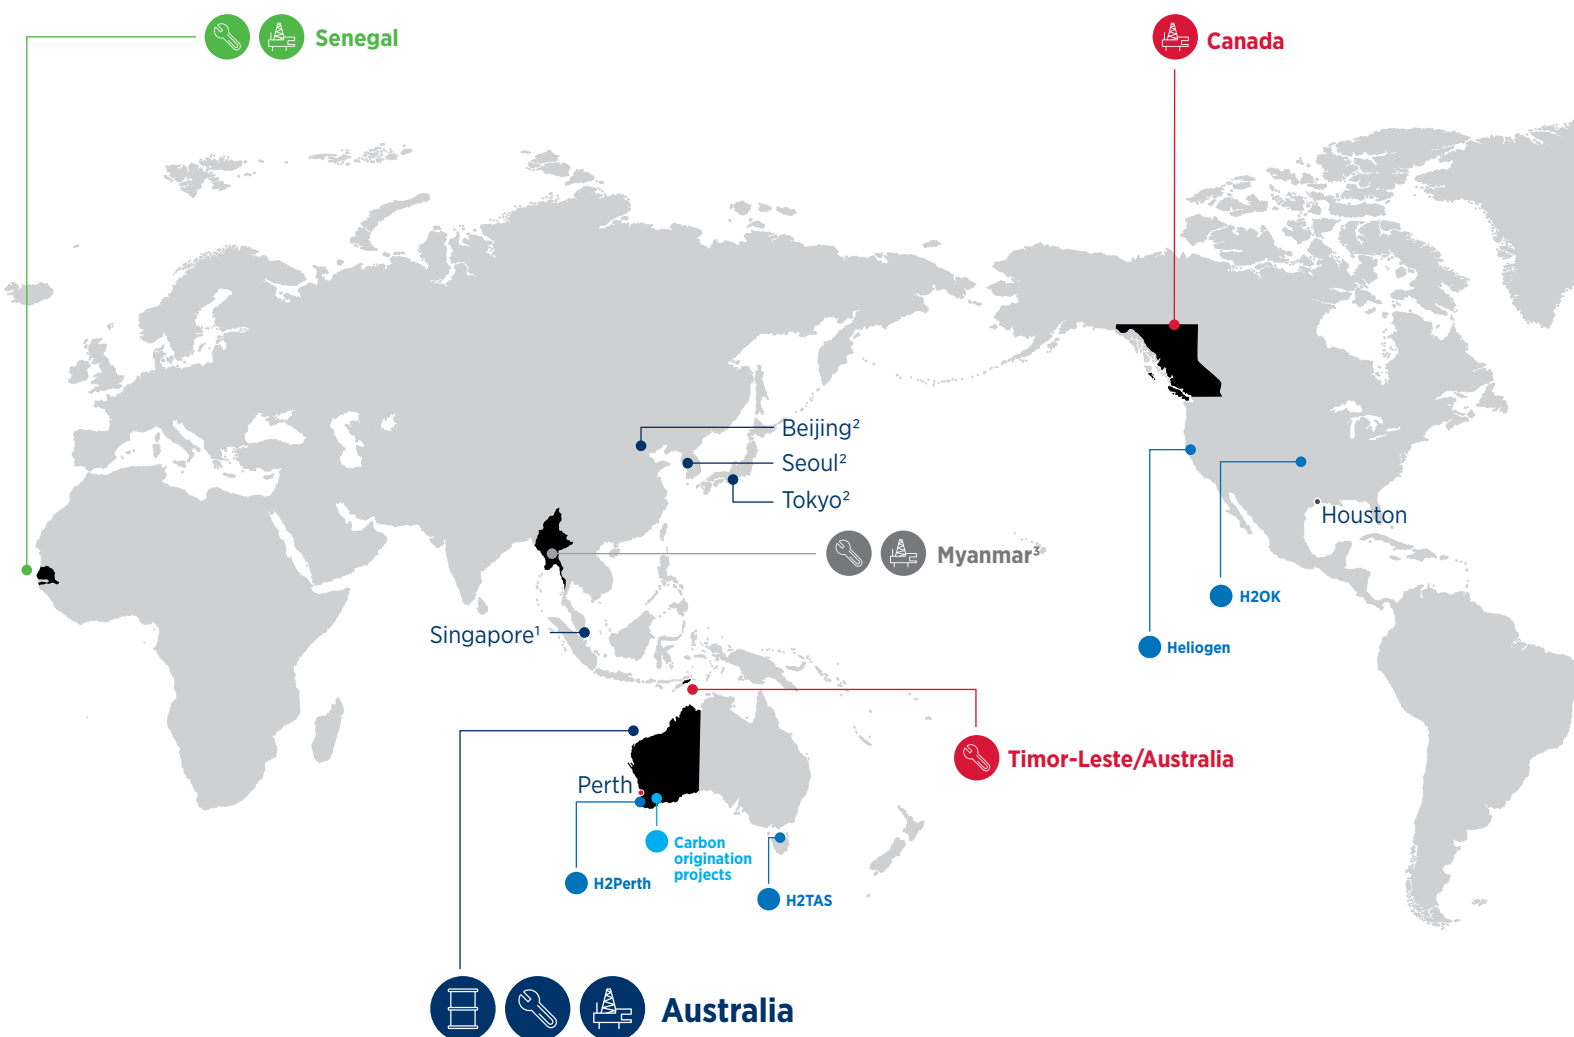 Senegal
Canada
Beijing²
Seoul²
Tokyo²
Houston
Myanmar³
H2OK
Singapore¹
Heliogen
Timor-Leste/Australia
Perth
Carbon
origination
projects
H2Perth
H2TAS
Australia